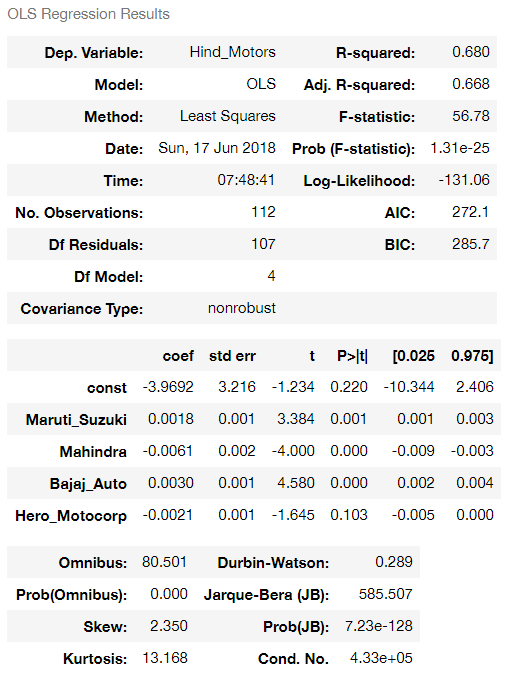 OLS Regression Results
Dep. Variable: Hind_Motors R-squared: 0.680
Model: OLS Adj. R-squared: 0.668
Method: Least Squares F-statistic: 56.78
Date: Sun, 17 Jun 2018 Prob (F-statistic): 1.31e-25
Time: 07:48:41 Log-Likelihood: -131.06
No. Observations: 112 AIC: 272.1
Df Residuals: 107 BIC: 285.7
Df Model: 4
Covariance Type: nonrobust
coef std err t P>|t| [0.025 0.975]
const -3.9692 3.216 -1.234 0.220 -10.344 2.406
Maruti_Suzuki 0.0018 0.001 3.384 0.001 0.001 0.003
Mahindra -0.0061 0.002 -4.000 0.000 -0.009 -0.003
Bajaj_Auto 0.0030 0.001 4.580 0.000 0.002 0.004
Hero_Motocorp -0.0021 0.001 -1.645 0.103 -0.005 0.000
Omnibus: 80.501 Durbin-Watson: 0.289
Prob(Omnibus): 0.000 Jarque-Bera (JB): 585.507
Skew: 2.350 Prob(JB): 7.23e-128
Kurtosis: 13.168 Cond. No. 4.33e+05